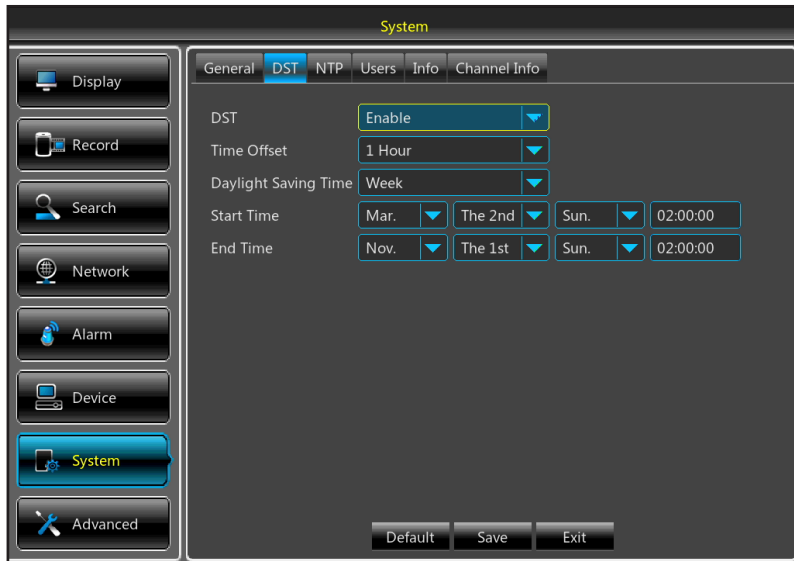 System
Display
Record
Search
Network
Alarm
Device
System
Advanced
General DST NTP Users Info Channel Info
DST Enable
Time Offset 1 Hour
Daylight Saving Time Week
Start Time Mar. The 2nd Sun. 02:00:00
End Time Nov. The 1st Sun. 02:00:00
Default Save Exit